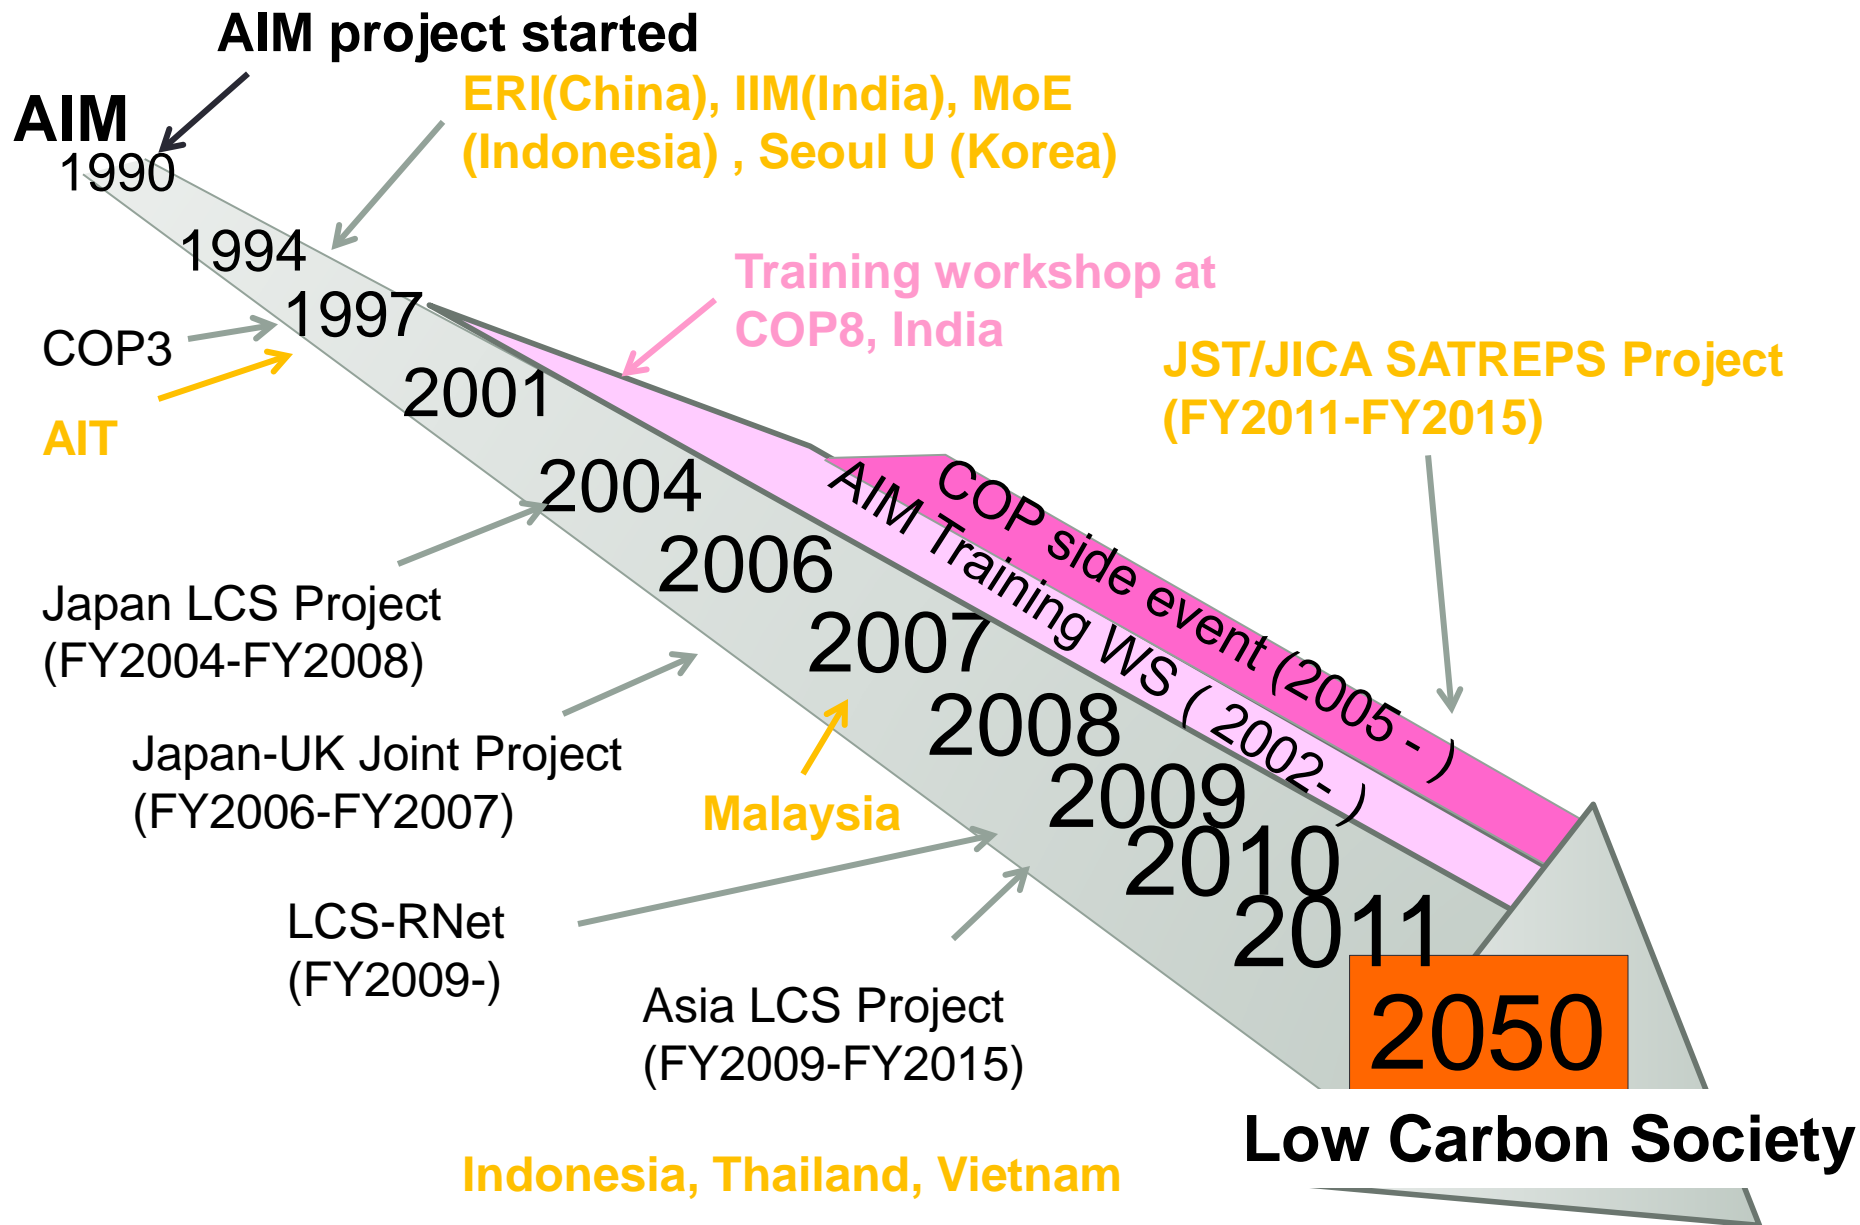 AIM project started
AIM
1990
ERI(China), IIM(India), MoE
(Indonesia) , Seoul U (Korea)
1994
1997
COP3
AIT
Training workshop at
COP8, India
2001
JST/JICA SATREPS Project
(FY2011-FY2015)
2004
COP side event (2005 - )
AIM Training WS ( 2002- )
2006
Japan LCS Project
(FY2004-FY2008)
2007
2008
Japan-UK Joint Project
(FY2006-FY2007)
Malaysia
2009
2010
2011
LCS-RNet
(FY2009-)
Asia LCS Project
(FY2009-FY2015)
2050
Low Carbon Society
Indonesia, Thailand, Vietnam